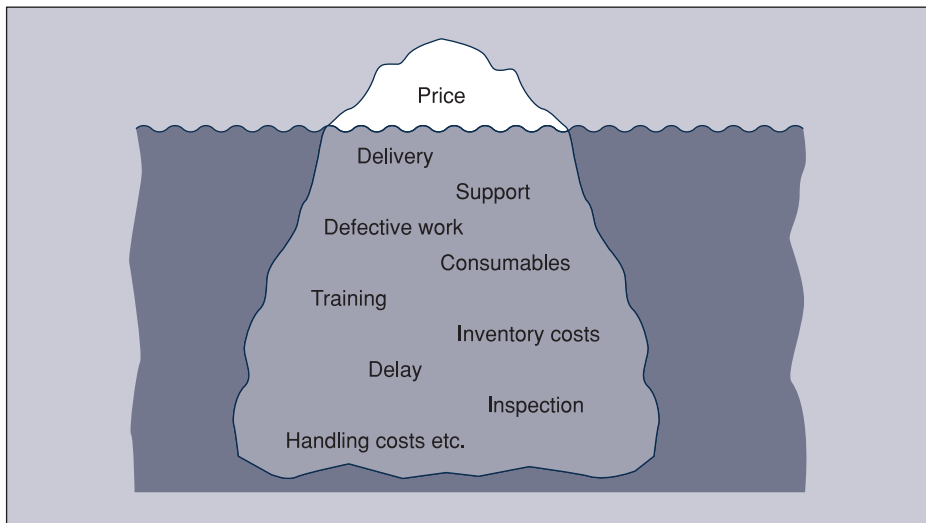 Price
Delivery
Support
Defective work
Consumables
Training
Inventory costs
Delay
Inspection
Handling costs etc.